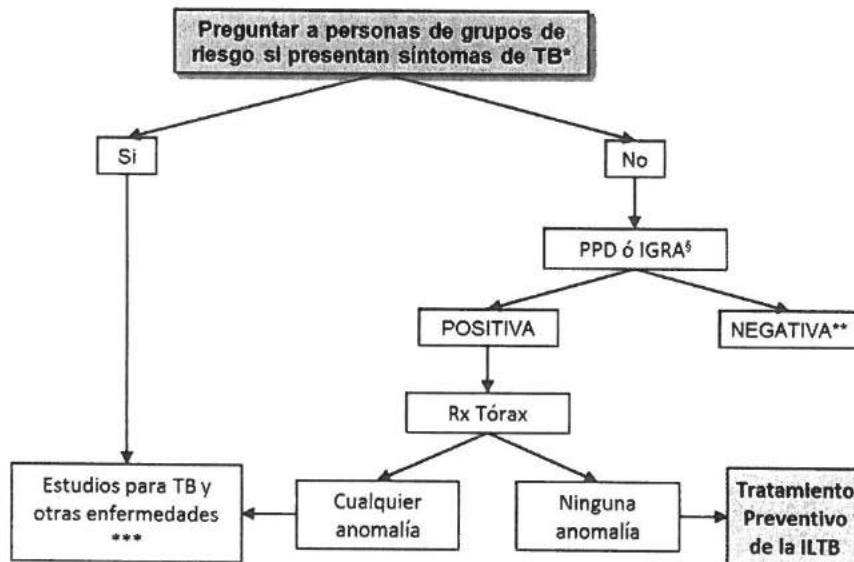 Preguntar a personas de grupos de
riesgo si presentan síntomas de TB*
Si
No
PPD ó IGRA§
POSITIVA
NEGATIVA**
Rx Tórax
Estudios para TB y
otras enfermedades
***
Cualquier
anomalía
Ninguna
anomalía
Tratamiento
Preventivo
de la ILTB